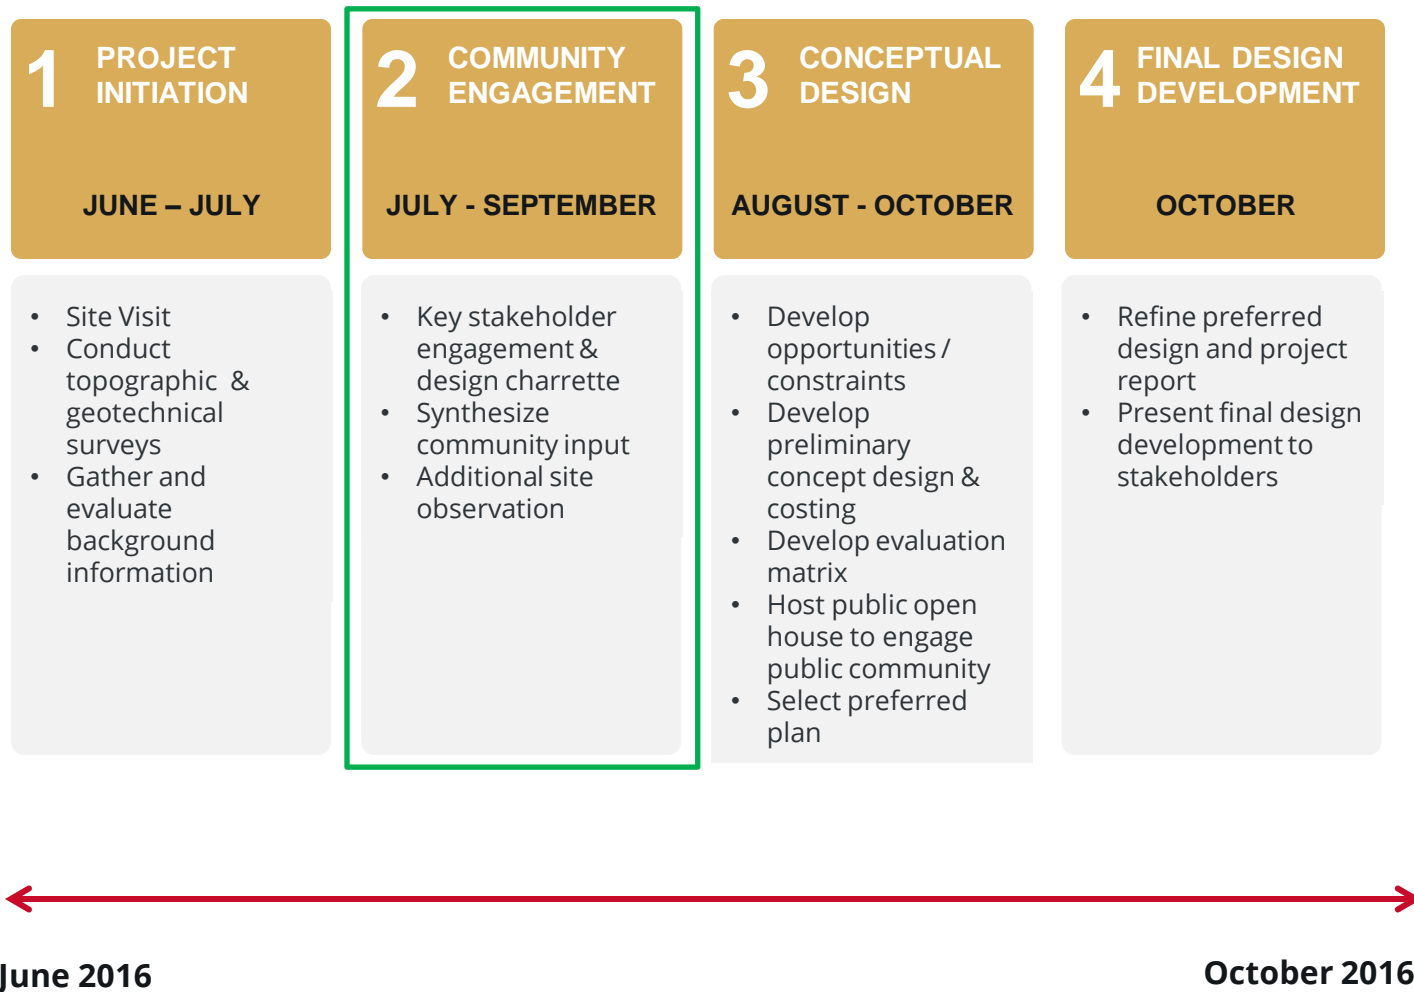 1 PROJECT
INITIATION
JUNE – JULY
• Site Visit
• Conduct
topographic & 
geotechnical
surveys
• Gather and
evaluate
background
information
2 COMMUNITY
ENGAGEMENT
JULY - SEPTEMBER
• Key stakeholder
engagement &
design charrette
• Synthesize
community input
• Additional site
observation
3 CONCEPTUAL
DESIGN
AUGUST - OCTOBER
• Develop
opportunities /
constraints
• Develop
preliminary
concept design &
costing
• Develop evaluation
matrix
• Host public open
house to engage
public community
• Select preferred
plan
4 FINAL DESIGN
DEVELOPMENT
OCTOBER
• Refine preferred
design and project
report
• Present final design
development to
stakeholders
June 2016
October 2016